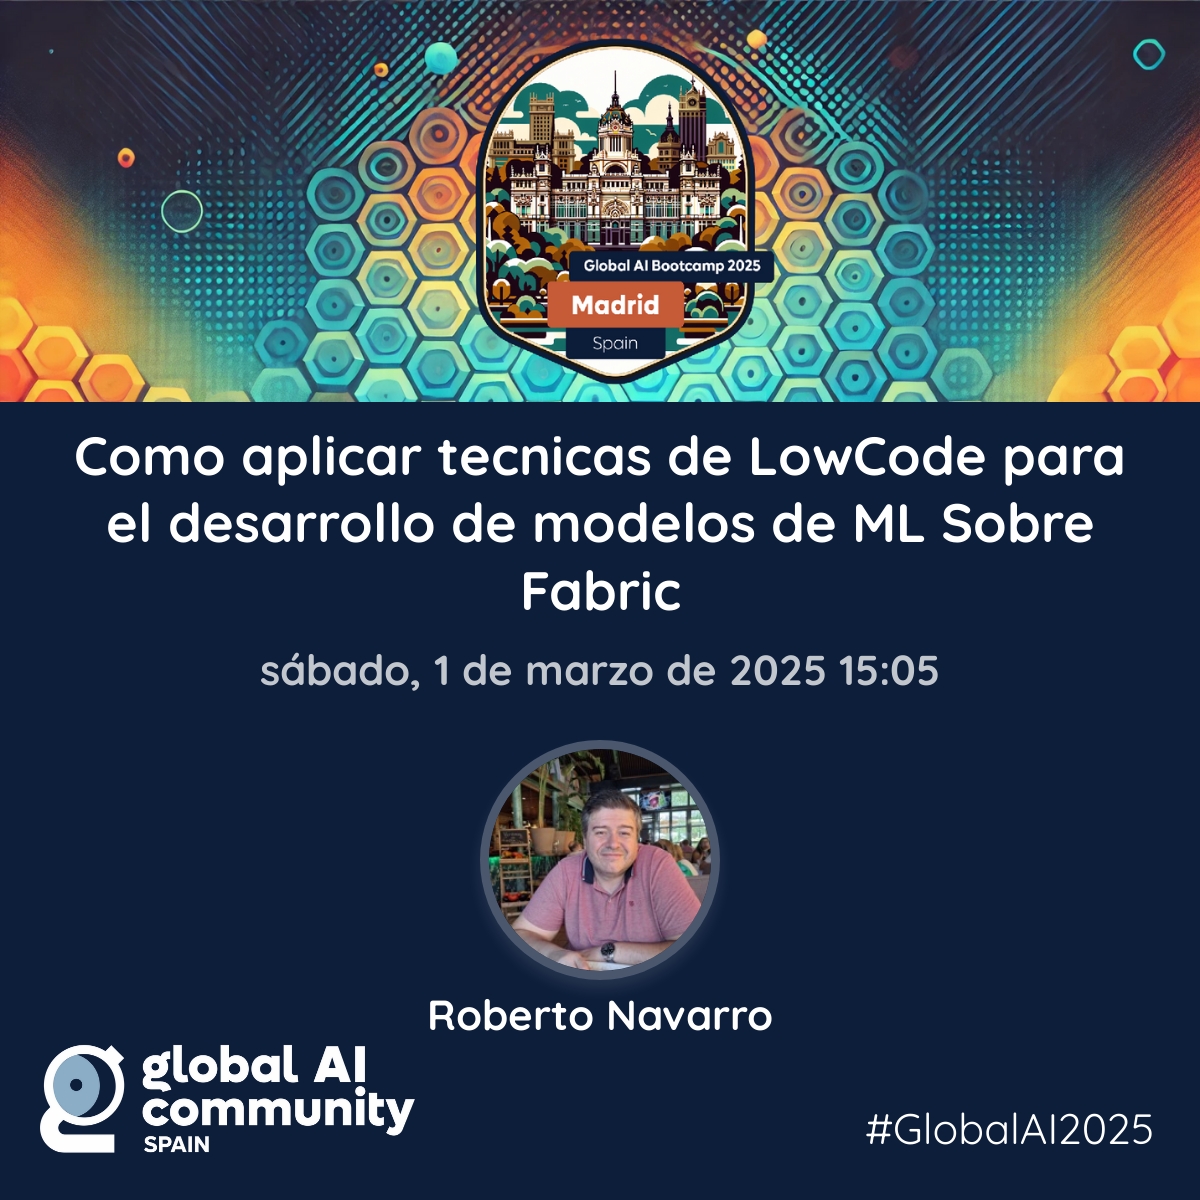 Global AI Bootcamp 2025
Madrid
Spain
Como aplicar tecnicas de LowCode para
el desarrollo de modelos de ML Sobre
Fabric
sábado, 1 de marzo de 2025 15:05
Roberto Navarro
global AI
community
SPAIN
#GlobalAI2025